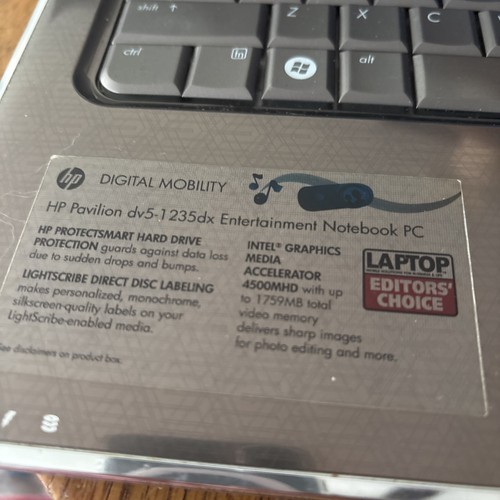 shift ↑
Z
X
C
ctrl
fn
alt
hp
DIGITAL MOBILITY
HP Pavilion dv5-1235dx Entertainment Notebook PC
HP PROTECTSMART HARD DRIVE
PROTECTION guards against data loss
due to sudden drops and bumps.
LIGHTSCRIBE DIRECT DISC LABELING
makes personalized, monochrome,
silkscreen-quality labels on your
LightScribe-enabled media.
See disclaimers on product box.
INTEL® GRAPHICS
MEDIA
ACCELERATOR
4500MHD with up
to 1759MB total
video memory
delivers sharp images
for photo editing and more.
LAPTOP
EDITORS'
CHOICE